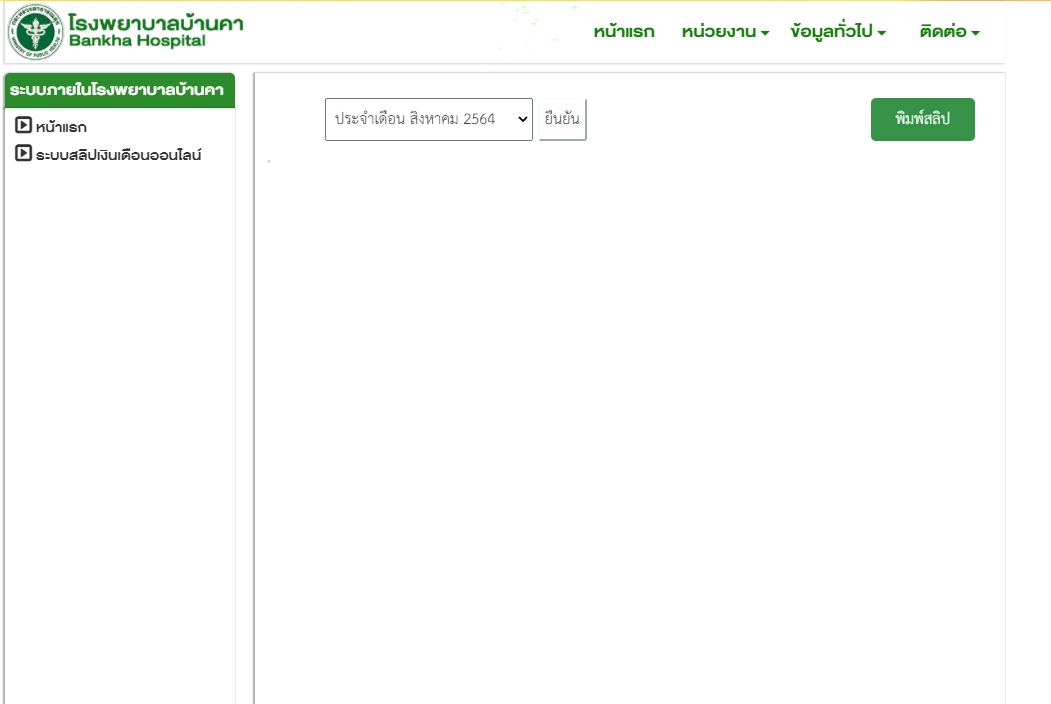 โรงพยาบาลบ้านคา
Bankha Hospital
หน้าแรก หน่วยงาน ข้อมูลทั่วไป ติดต่อ
ระบบภายในโรงพยาบาลบ้านคา
หน้าแรก
ระบบสลิปเงินเดือนออนไลน์
ประจำเดือน สิงหาคม 2564 ยืนยัน พิมพ์สลิป